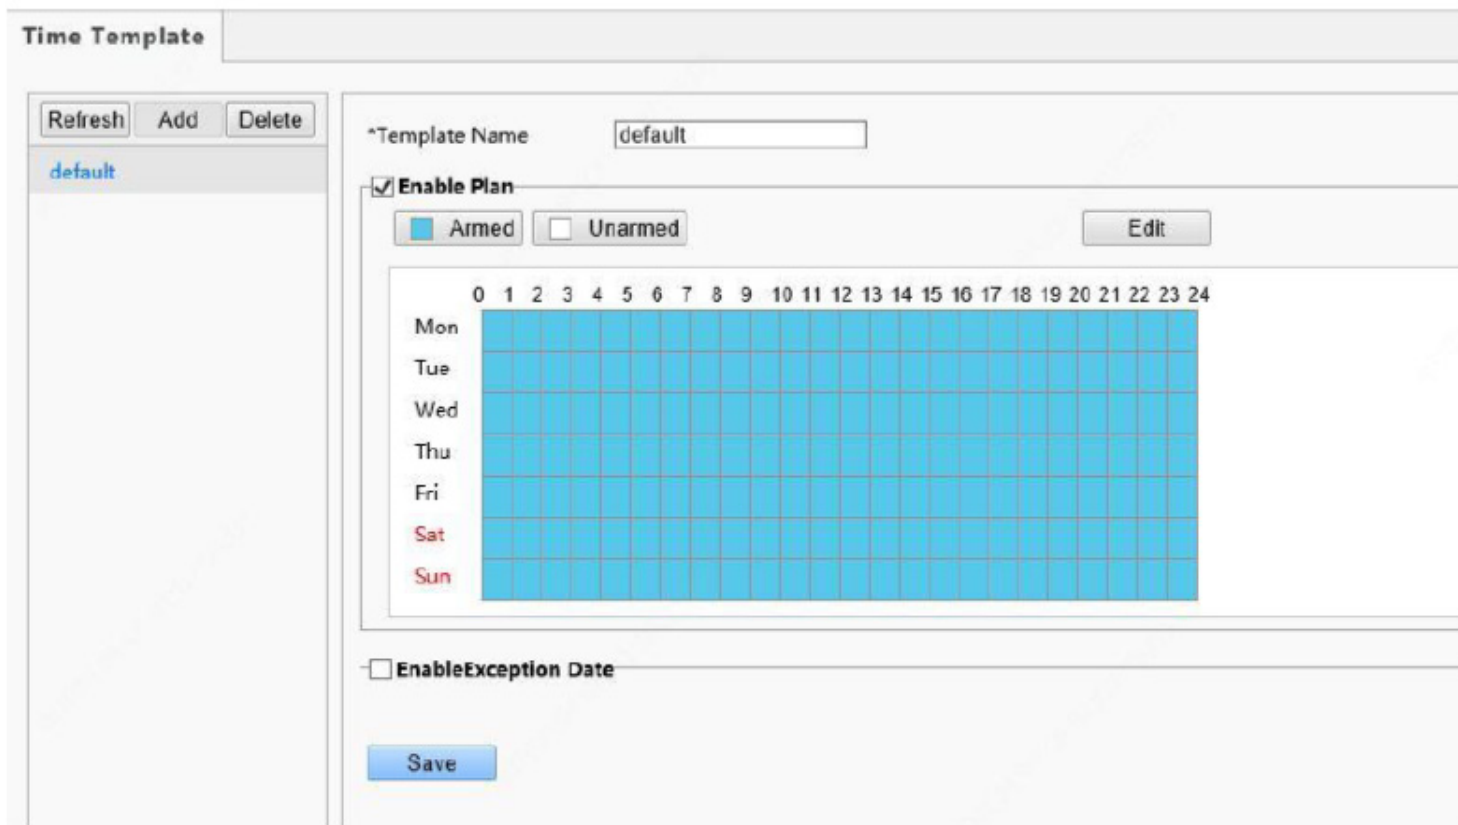 Time Template
Refresh Add Delete
default
*Template Name default
Enable Plan
Armed Unarmed Edit
0 1 2 3 4 5 6 7 8 9 10 11 12 13 14 15 16 17 18 19 20 21 22 23 24
Mon
Tue
Wed
Thu
Fri
Sat
Sun
EnableException Date
Save